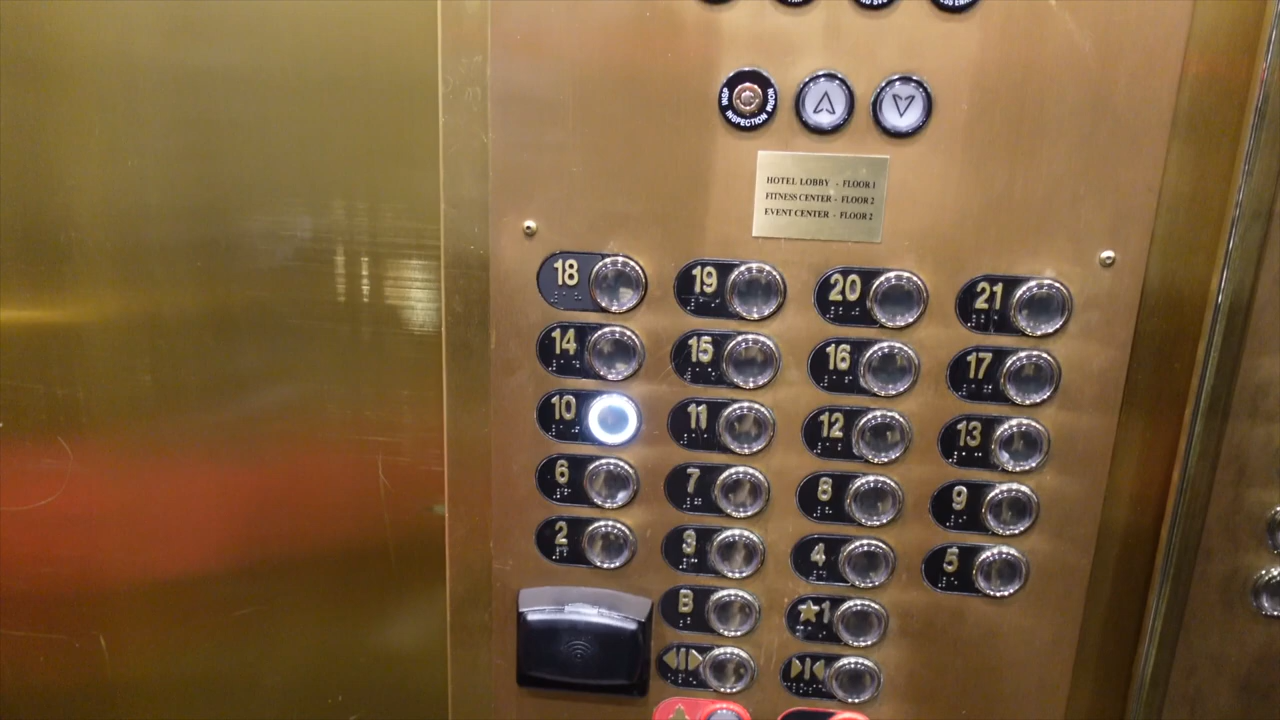 INSP NORM
INSPECTION
HOTEL LOBBY - FLOOR 1
FITNESS CENTER - FLOOR 2
EVENT CENTER - FLOOR 2
18 19 20 21
14 15 16 17
10 11 12 13
6 7 8 9
2 3 4 5
B ★1